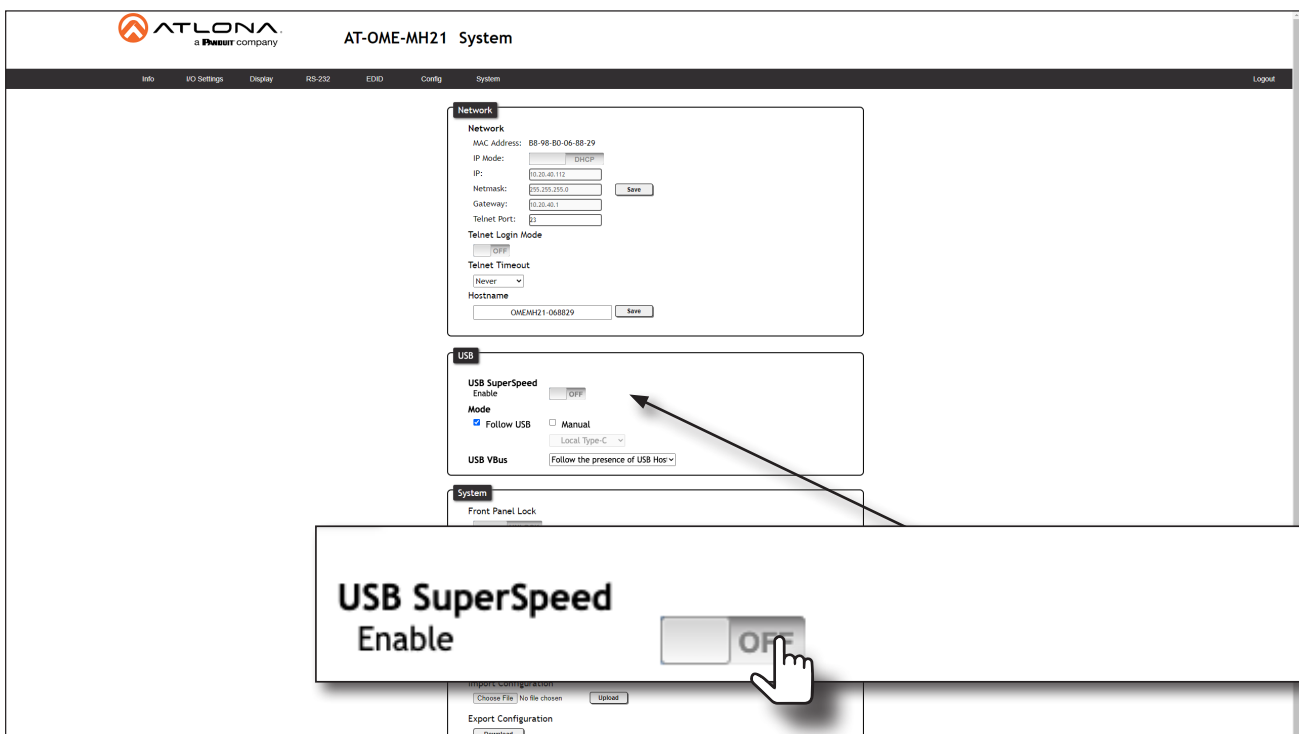 ATLONA.
a PANDUIT company
AT-OME-MH21 System
Info I/O Settings Display RS-232 EDID Config System Logout
Network
Network
MAC Address: B8-98-B0-06-88-29
IP Mode: DHCP
IP: 10.20.40.112
Netmask: 255.255.255.0 Save
Gateway: 10.20.40.1
Telnet Port: 23
Telnet Login Mode
OFF
Telnet Timeout
Never
Hostname
OMEMH21-068829 Save
USB
USB SuperSpeed
Enable OFF
Mode
Follow USB Manual
Local Type-C
USB VBus Follow the presence of USB Hos
System
Front Panel Lock
USB SuperSpeed
Enable OFF
Import Configuration
Choose File No file chosen Upload
Export Configuration
Download